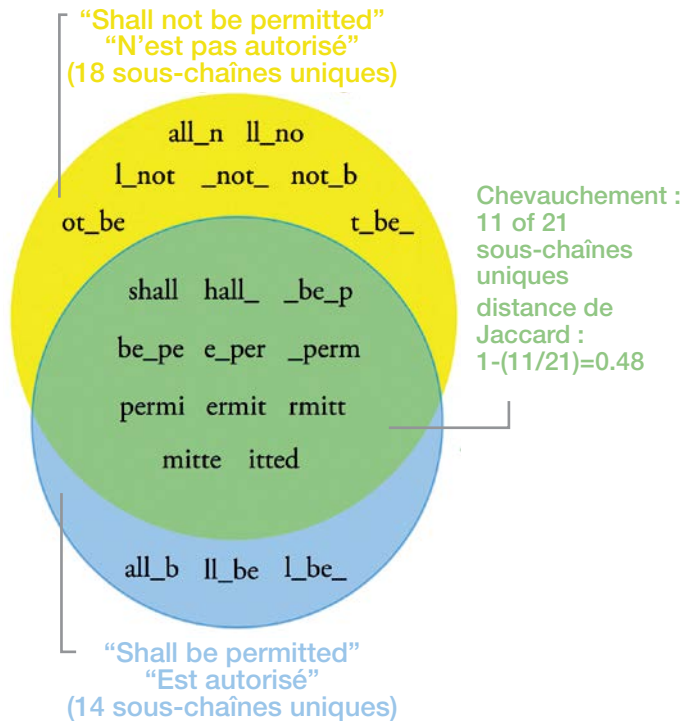 “Shall not be permitted”
“N’est pas autorisé”
(18 sous-chaînes uniques)
all_n ll_no
l_not _not_ not_b
ot_be t_be_
shall hall_ _be_p
be_pe e_per _perm
permi ermit rmitt
mitte itted
all_b ll_be l_be_
Chevauchement :
11 of 21
sous-chaînes
uniques
distance de
Jaccard :
1-(11/21)=0.48
“Shall be permitted”
“Est autorisé”
(14 sous-chaînes uniques)